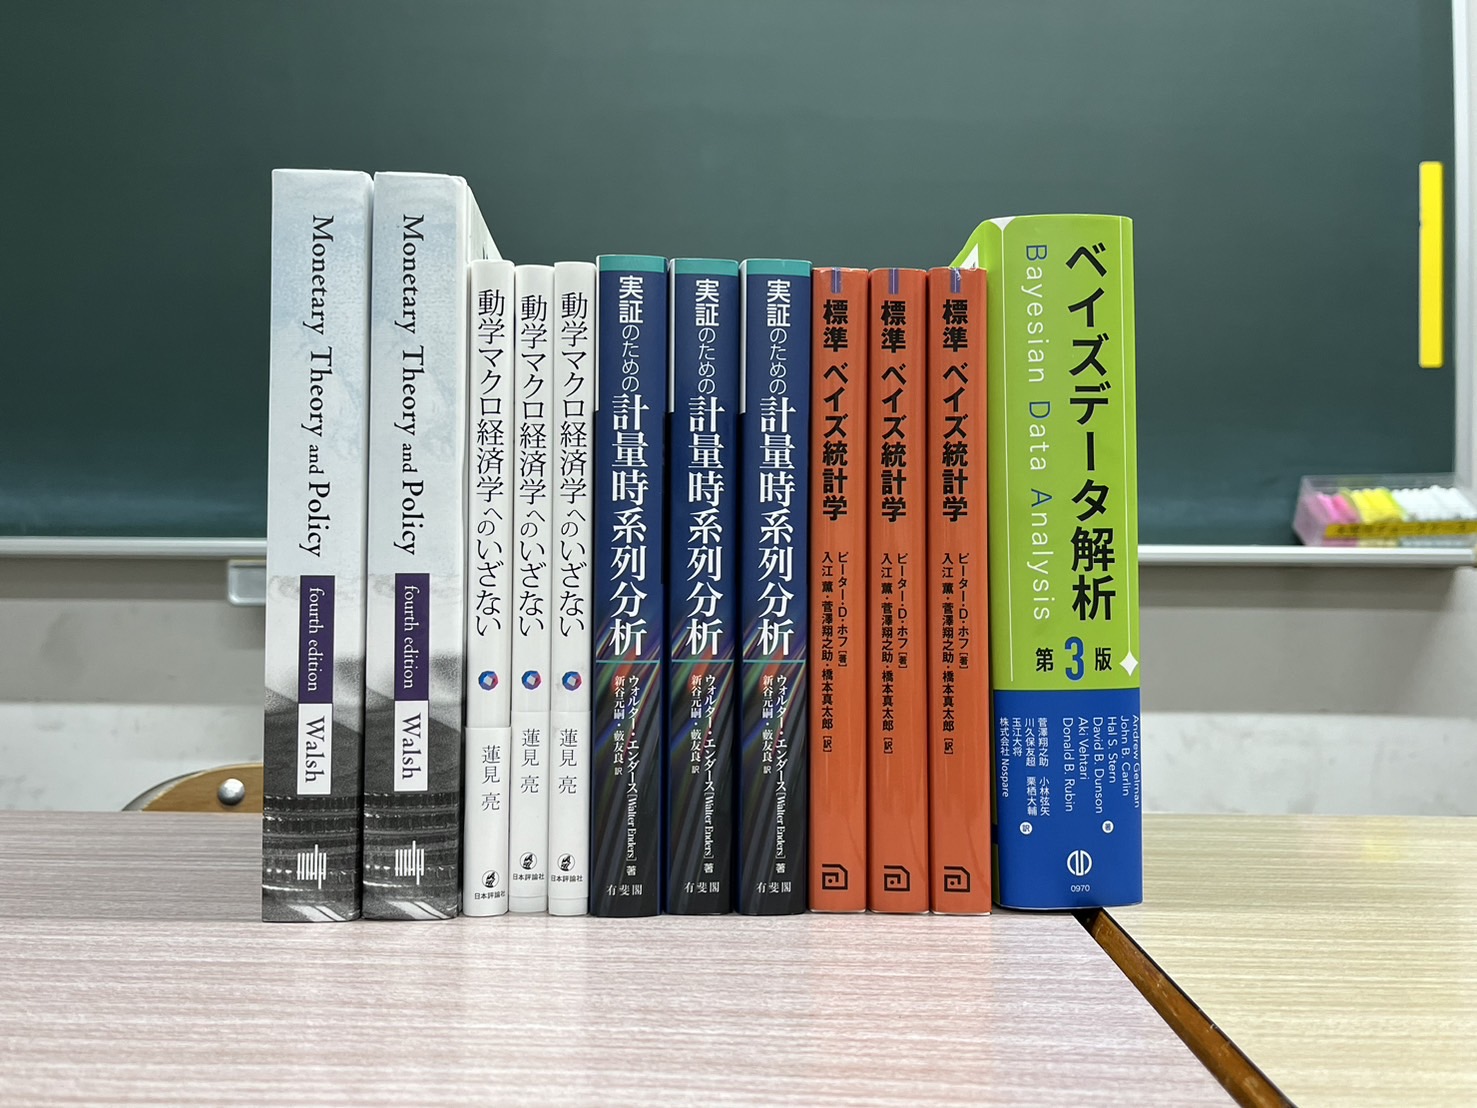 Monetary Theory and Policy
fourth edition
Walsh
Monetary Theory and Policy
fourth edition
Walsh
動学マクロ経済学へのいざない
蓮見 亮
日本評論社
動学マクロ経済学へのいざない
蓮見 亮
日本評論社
動学マクロ経済学へのいざない
蓮見 亮
日本評論社
実証のための計量時系列分析
ウォルター・エンダース[Walter Enders] 著
新谷元嗣・藪友良 訳
有斐閣
実証のための計量時系列分析
ウォルター・エンダース[Walter Enders] 著
新谷元嗣・藪友良 訳
有斐閣
実証のための計量時系列分析
ウォルター・エンダース[Walter Enders] 著
新谷元嗣・藪友良 訳
有斐閣
標準 ベイズ統計学
ピーター・D・ホフ [著]
入江 薫・菅澤翔之助・橋本真太郎 [訳]
標準 ベイズ統計学
ピーター・D・ホフ [著]
入江 薫・菅澤翔之助・橋本真太郎 [訳]
標準 ベイズ統計学
ピーター・D・ホフ [著]
入江 薫・菅澤翔之助・橋本真太郎 [訳]
ベイズデータ解析
Bayesian Data Analysis
第3版
Andrew Gelman
John B. Carlin
Hal S. Stern
David B. Dunson
Aki Vehtari
Donald B. Rubin
著
菅澤翔之助 小林弦矢
川久保友超 栗栖大輔
玉江大将
株式会社 Nospare
訳
0970